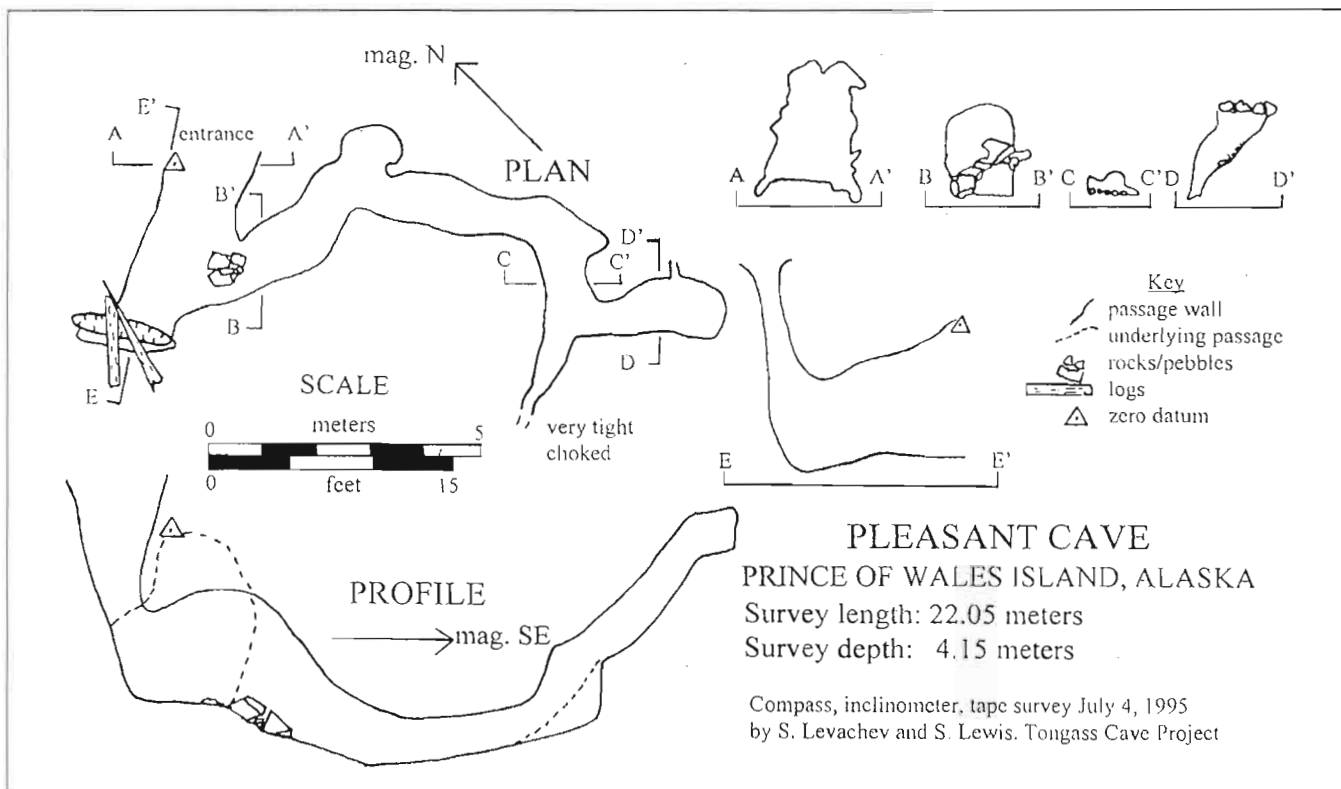 mag. N
E'
A
entrance
A'
PLAN
B'
D'
C
C'
B
D
E
SCALE
0
meters
5
0
feet
15
very tight
choked
A
A'
B
B'
C
C'
D
D'
E
E'
Key
passage wall
underlying passage
rocks/pebbles
logs
zero datum
PROFILE
mag. SE
PLEASANT CAVE
PRINCE OF WALES ISLAND, ALASKA
Survey length: 22.05 meters
Survey depth: 4.15 meters
Compass, inclinometer, tape survey July 4, 1995
by S. Levachev and S. Lewis. Tongass Cave Project